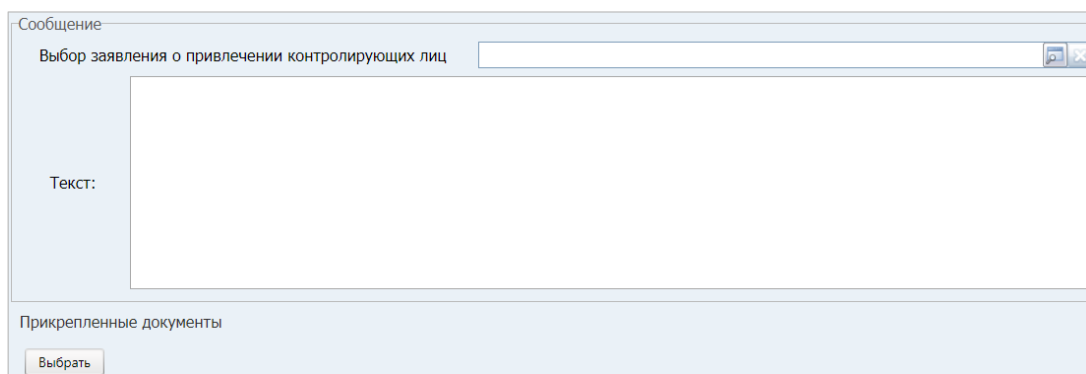 Сообщение
Выбор заявления о привлечении контролирующих лиц
Текст:
Прикрепленные документы
Выбрать